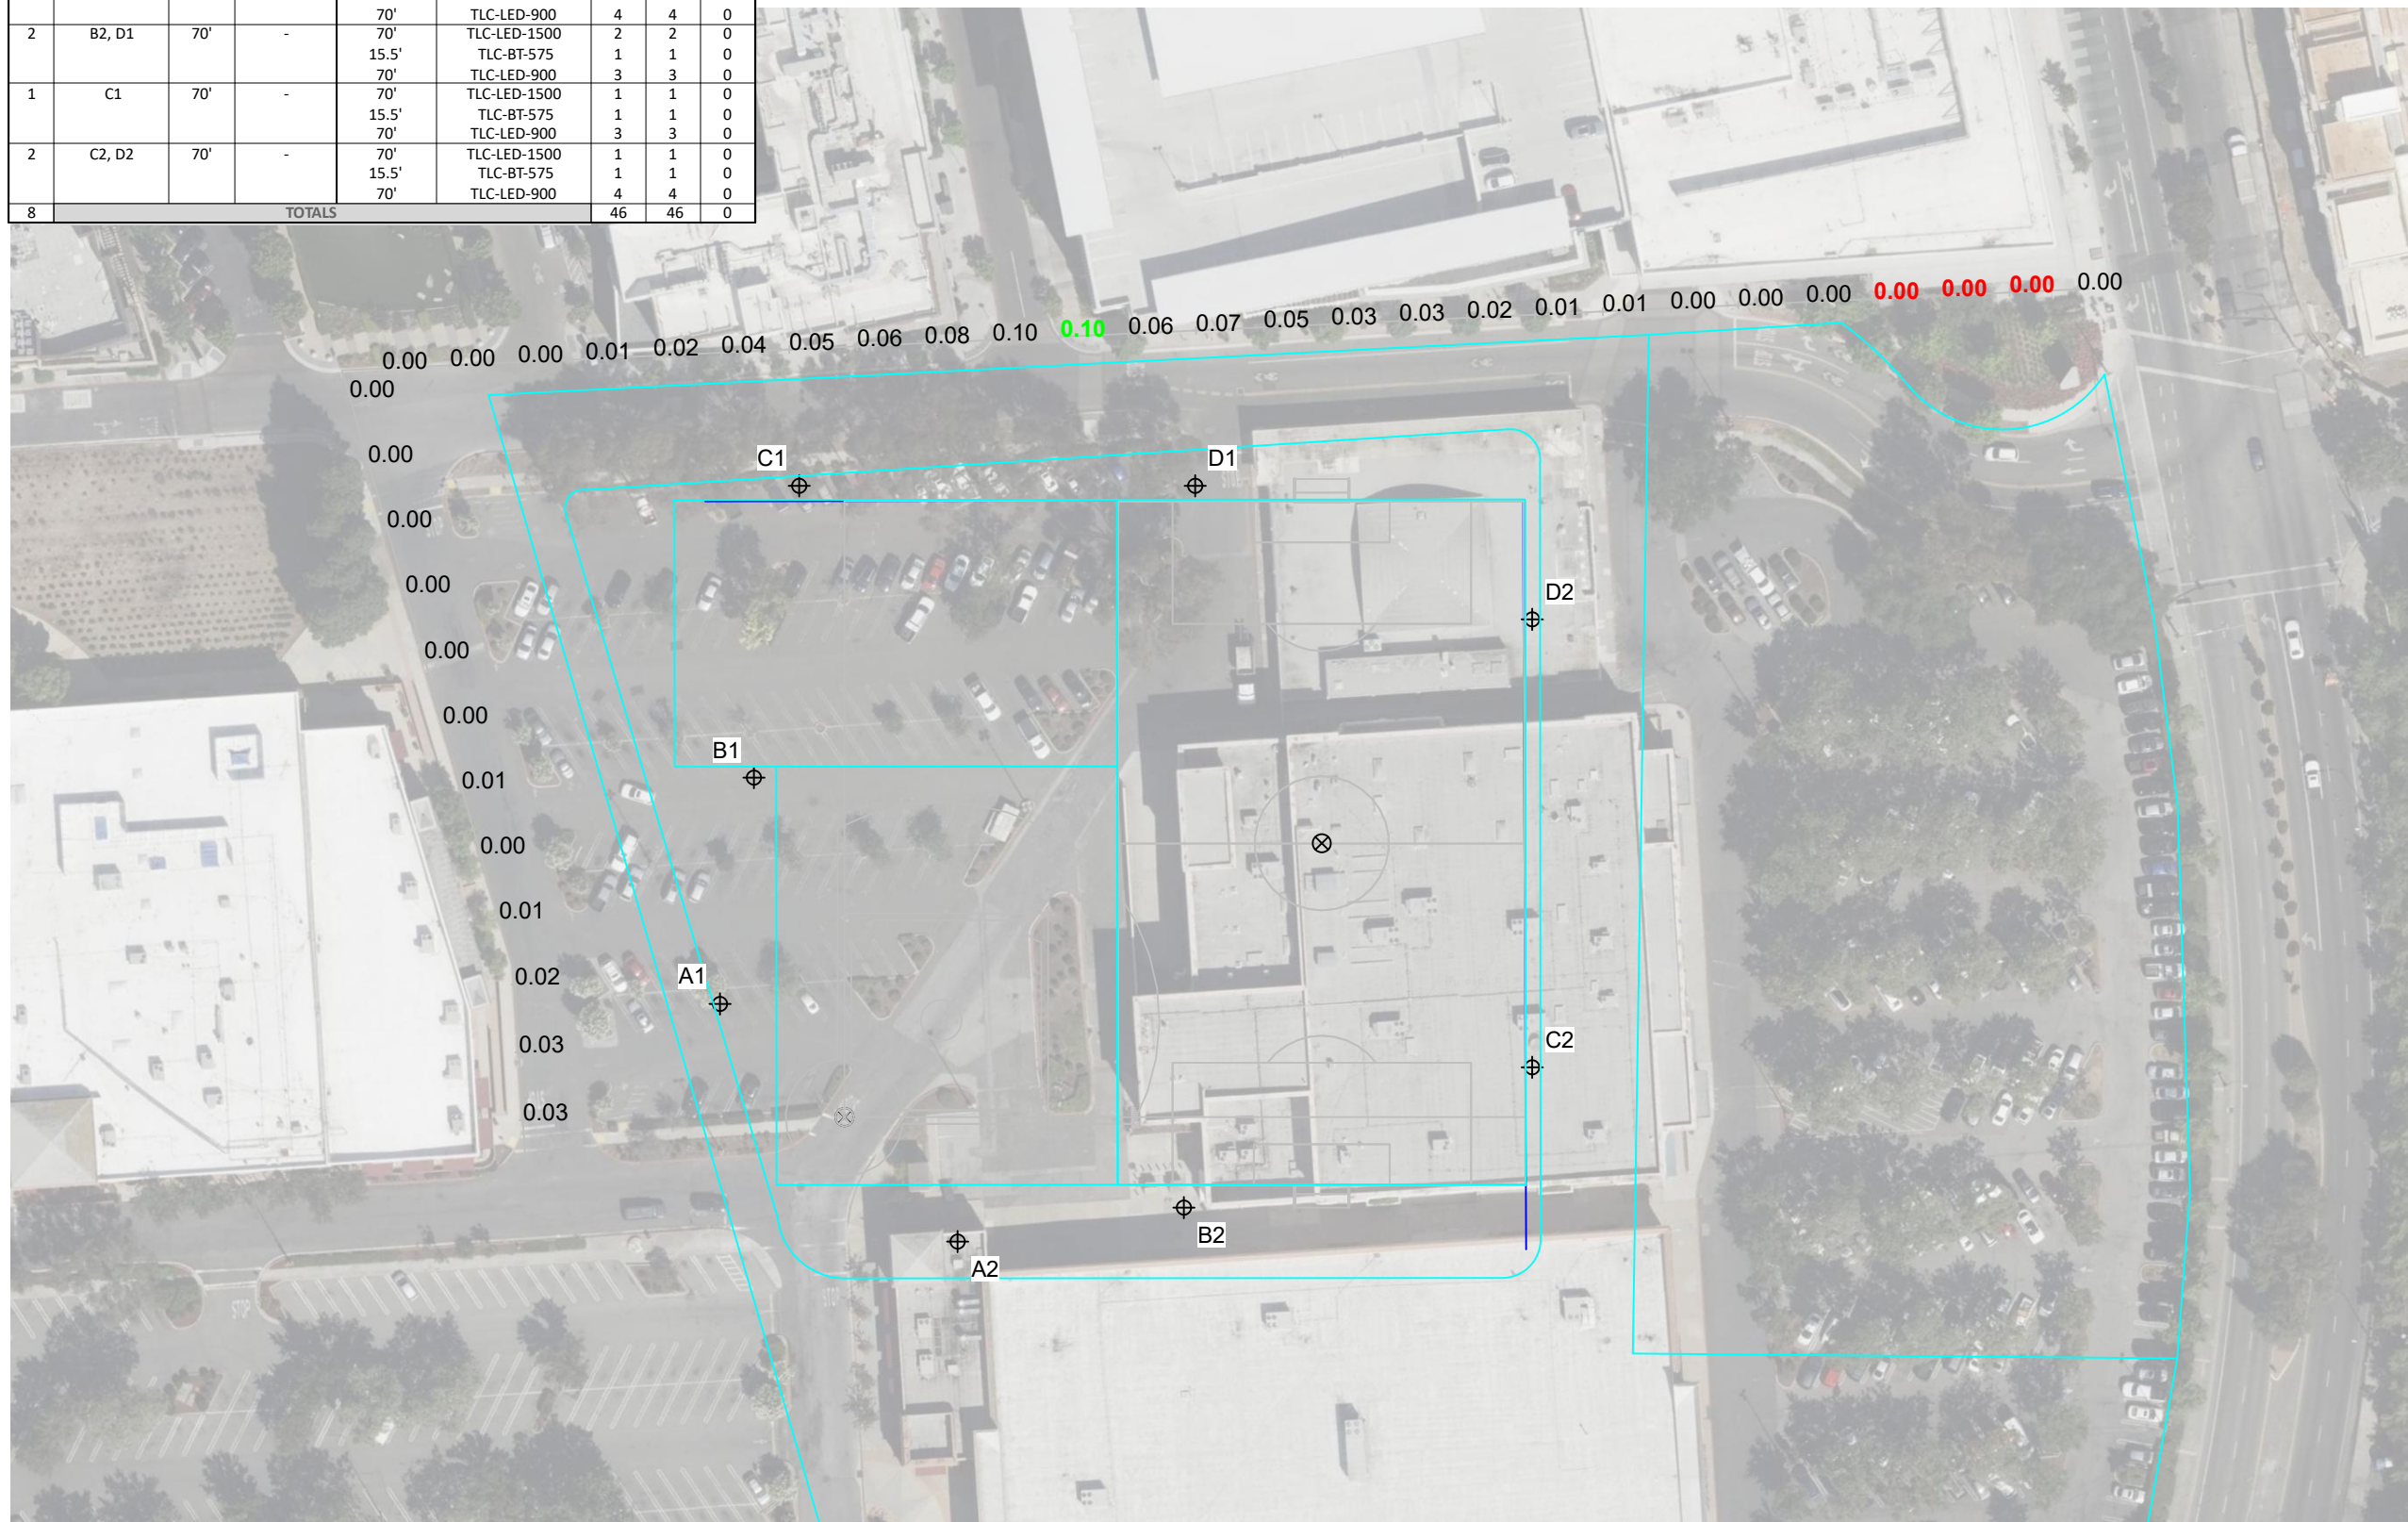 70' TLC-LED-900 4 4 0
2 B2, D1 70' - 70' TLC-LED-1500 2 2 0
15.5' TLC-BT-575 1 1 0
70' TLC-LED-900 3 3 0
1 C1 70' - 70' TLC-LED-1500 1 1 0
15.5' TLC-BT-575 1 1 0
70' TLC-LED-900 3 3 0
2 C2, D2 70' - 70' TLC-LED-1500 1 1 0
15.5' TLC-BT-575 1 1 0
70' TLC-LED-900 4 4 0
8 TOTALS 46 46 0
0.00 0.00 0.00 0.01 0.02 0.04 0.05 0.06 0.08 0.10 0.10 0.06 0.07 0.05 0.03 0.03 0.02 0.01 0.01 0.00 0.00 0.00 0.00 0.00 0.00 0.00
0.00
0.00
C1 D1
0.00
0.00
D2
0.00
0.00
B1
0.01
0.00
0.01
0.02
A1
0.03
C2
0.03
B2
A2
STOP